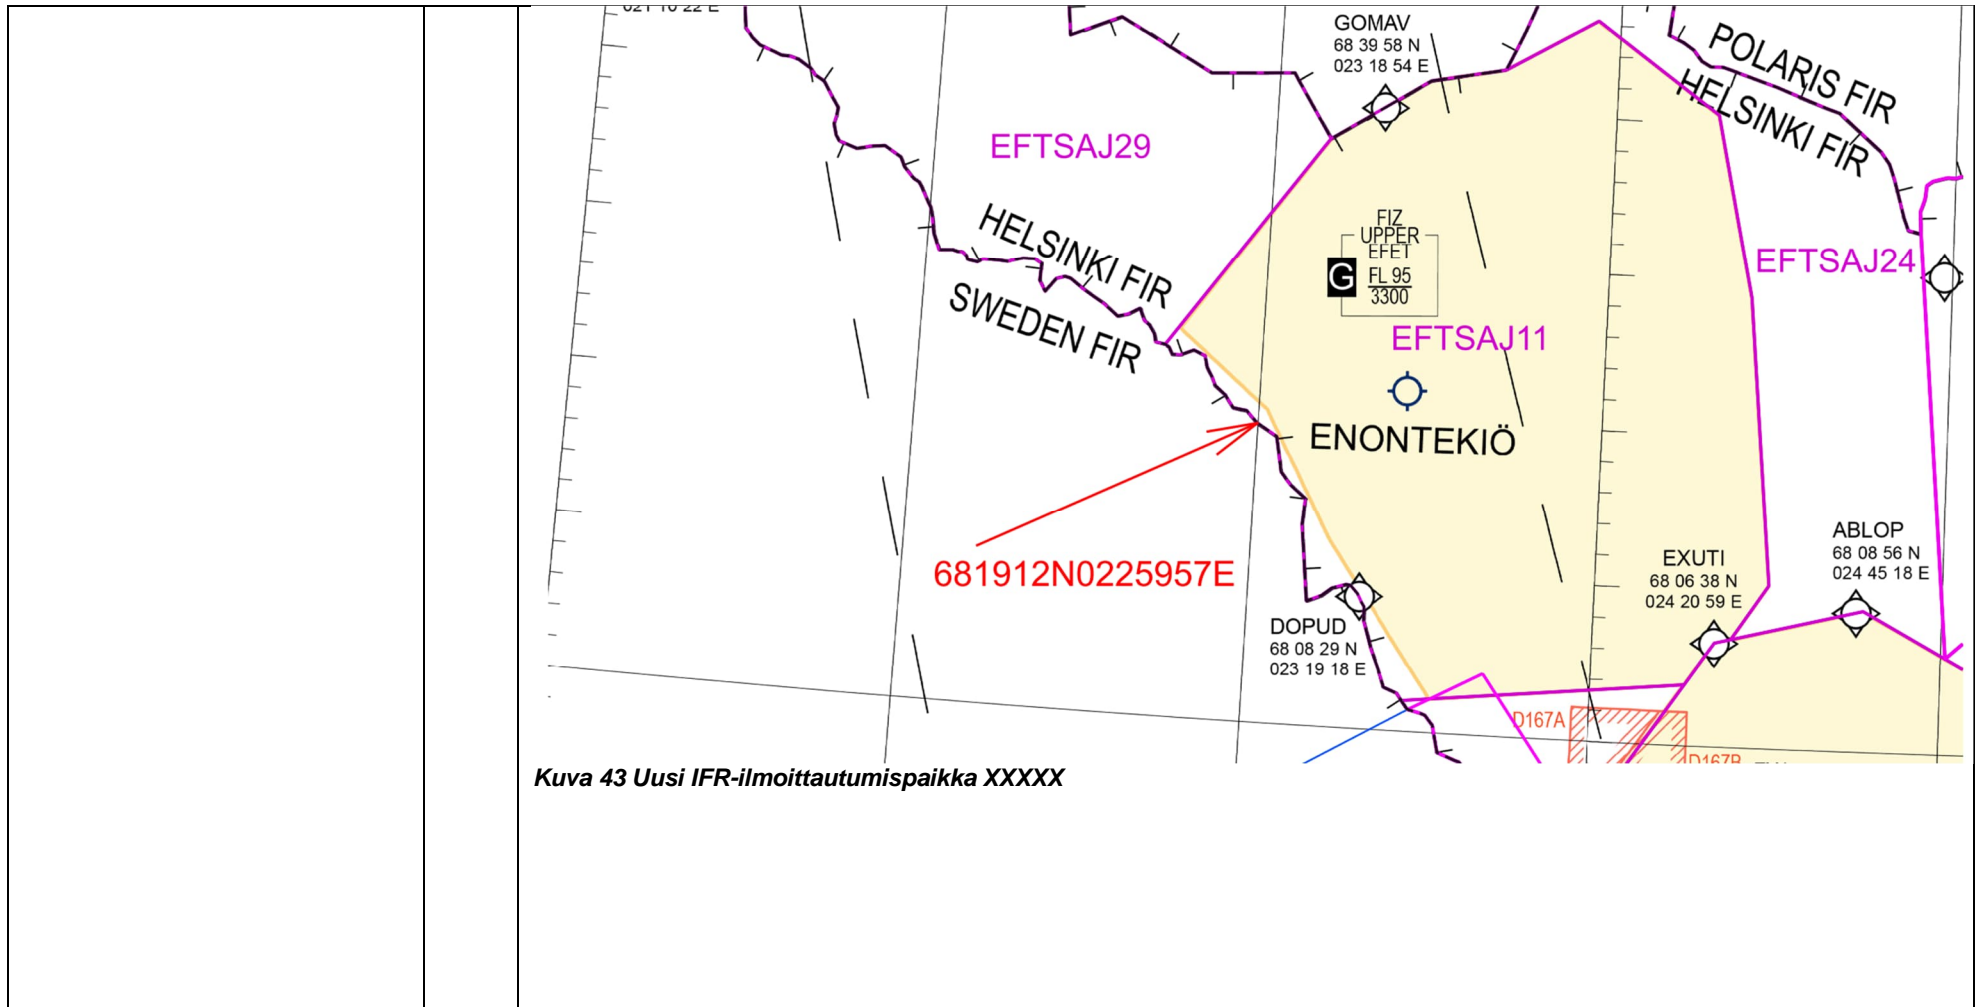 GOMAV
68 39 58 N
023 18 54 E
POLARIS FIR
HELSINKI FIR
EFTSAJ29
HELSINKI FIR
SWEDEN FIR
FIZ
UPPER
EFET
G
FL 95
3300
EFTSAJ24
EFTSAJ11
ENONTEKIÖ
681912N0225957E
DOPUD
68 08 29 N
023 19 18 E
EXUTI
68 06 38 N
024 20 59 E
ABLOP
68 08 56 N
024 45 18 E
D167A
D167B
Kuva 43 Uusi IFR-ilmoittautumispaikka XXXXX